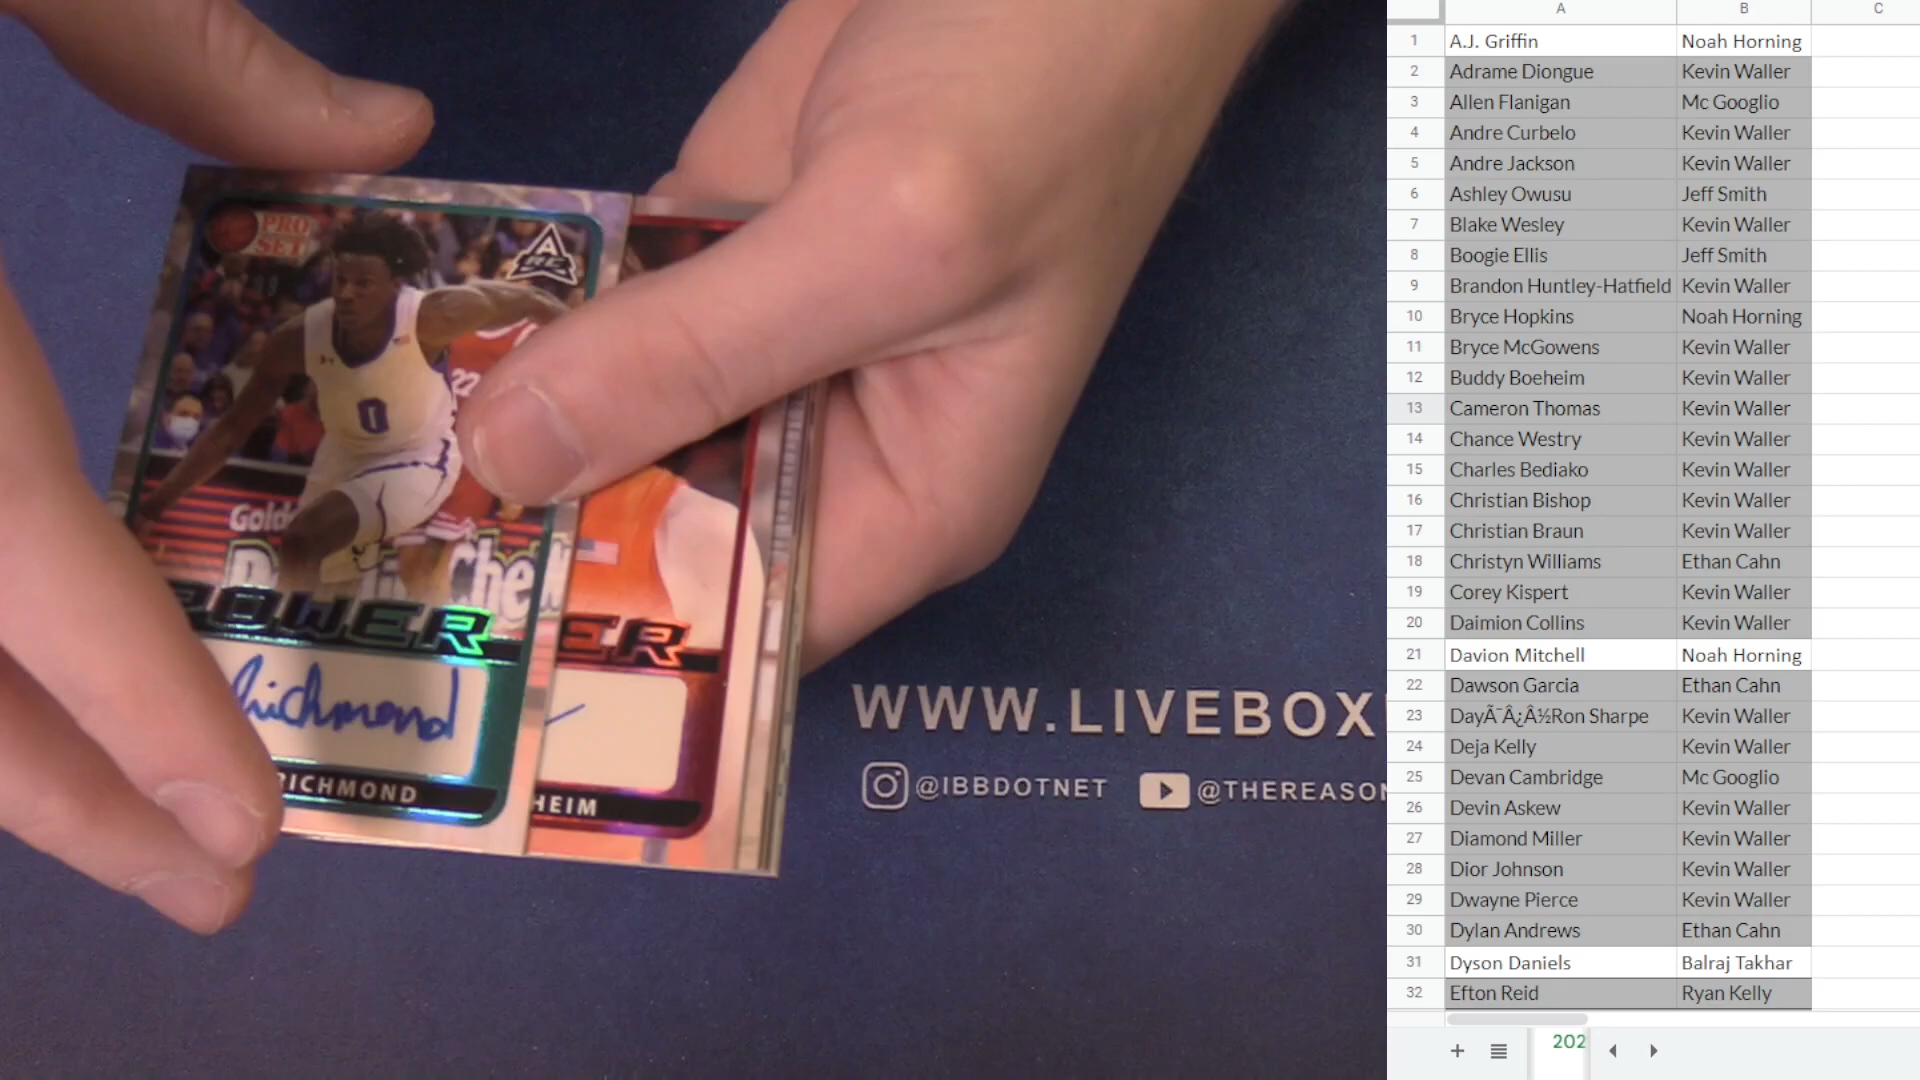 PRO
SET
A
RC
0
22
Gold
Che
POWER
Richmond
RICHMOND
ER
HEIM
WWW.LIVEBOX
@IBBDOTNET
@THEREASON
A B C
1 A.J. Griffin Noah Horning
2 Adrame Diongue Kevin Waller
3 Allen Flanigan Mc Googlio
4 Andre Curbelo Kevin Waller
5 Andre Jackson Kevin Waller
6 Ashley Owusu Jeff Smith
7 Blake Wesley Kevin Waller
8 Boogie Ellis Jeff Smith
9 Brandon Huntley-Hatfield Kevin Waller
10 Bryce Hopkins Noah Horning
11 Bryce McGowens Kevin Waller
12 Buddy Boeheim Kevin Waller
13 Cameron Thomas Kevin Waller
14 Chance Westry Kevin Waller
15 Charles Bediako Kevin Waller
16 Christian Bishop Kevin Waller
17 Christian Braun Kevin Waller
18 Christyn Williams Ethan Cahn
19 Corey Kispert Kevin Waller
20 Daimion Collins Kevin Waller
21 Davion Mitchell Noah Horning
22 Dawson Garcia Ethan Cahn
23 DayÃ¯Â¿Â½Ron Sharpe Kevin Waller
24 Deja Kelly Kevin Waller
25 Devan Cambridge Mc Googlio
26 Devin Askew Kevin Waller
27 Diamond Miller Kevin Waller
28 Dior Johnson Kevin Waller
29 Dwayne Pierce Kevin Waller
30 Dylan Andrews Ethan Cahn
31 Dyson Daniels Balraj Takhar
32 Efton Reid Ryan Kelly
202